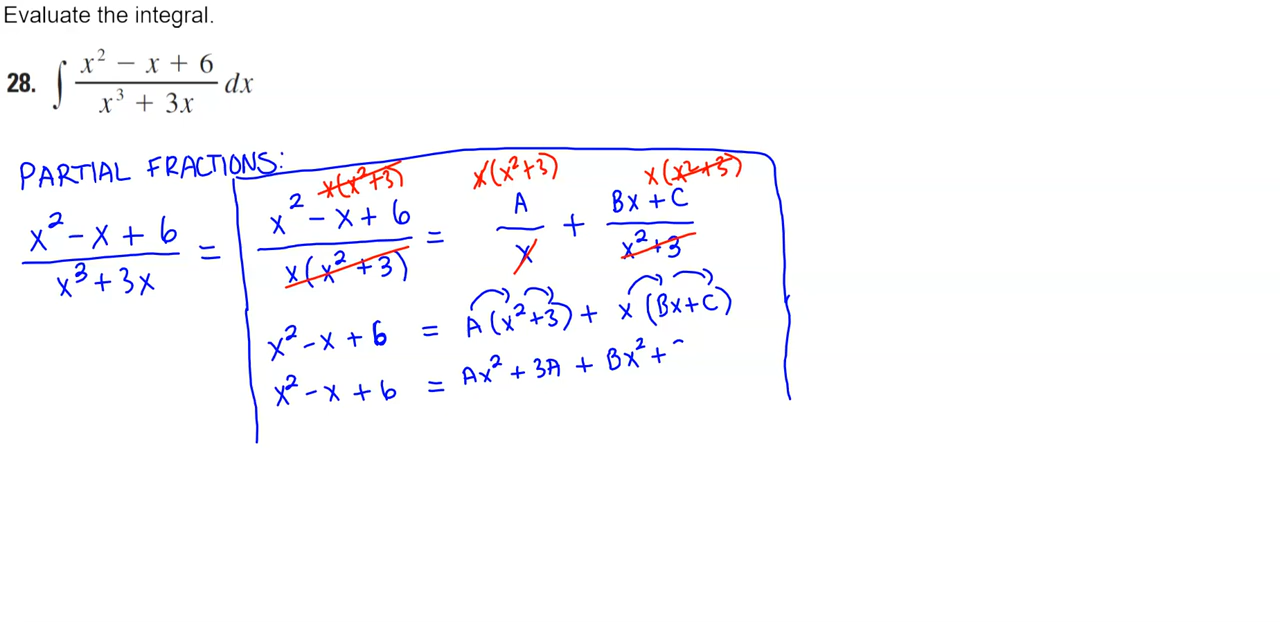 Evaluate the integral.
28. ∫ (x² − x + 6)/(x³ + 3x) dx
PARTIAL FRACTIONS:
x(x²+3) x(x²+3) x(x²+3)
(x² − x + 6)/(x³ + 3x) = (x² − x + 6)/(x(x² + 3)) = A/x + (Bx + C)/(x² + 3)
x² − x + 6 = A(x² + 3) + x(Bx + C)
x² − x + 6 = Ax² + 3A + Bx² +